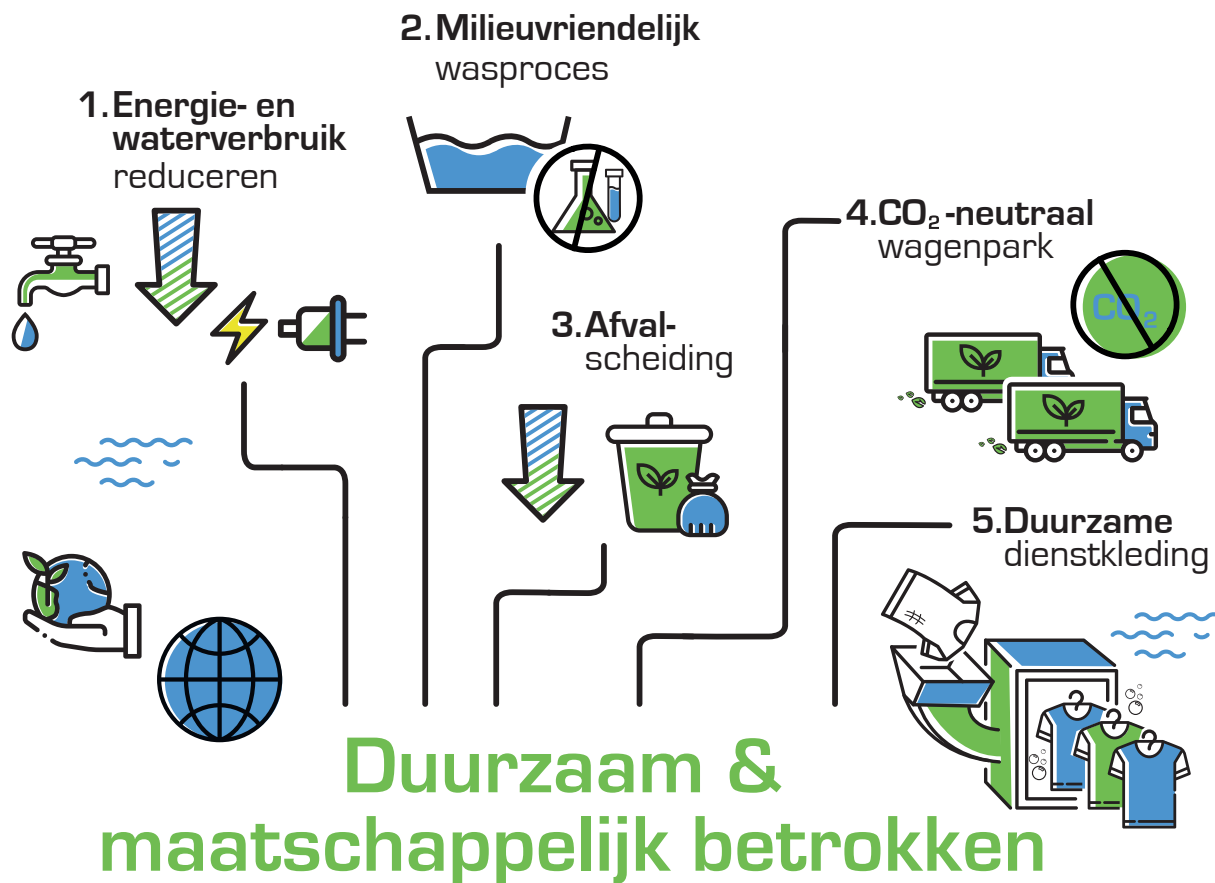 1. Energie- en
waterverbruik
reduceren
2. Milieuvriendelijk
wasproces
3. Afval-
scheiding
4. CO₂-neutraal
wagenpark
CO₂
5. Duurzame
dienstkleding
Duurzaam &
maatschappelijk betrokken